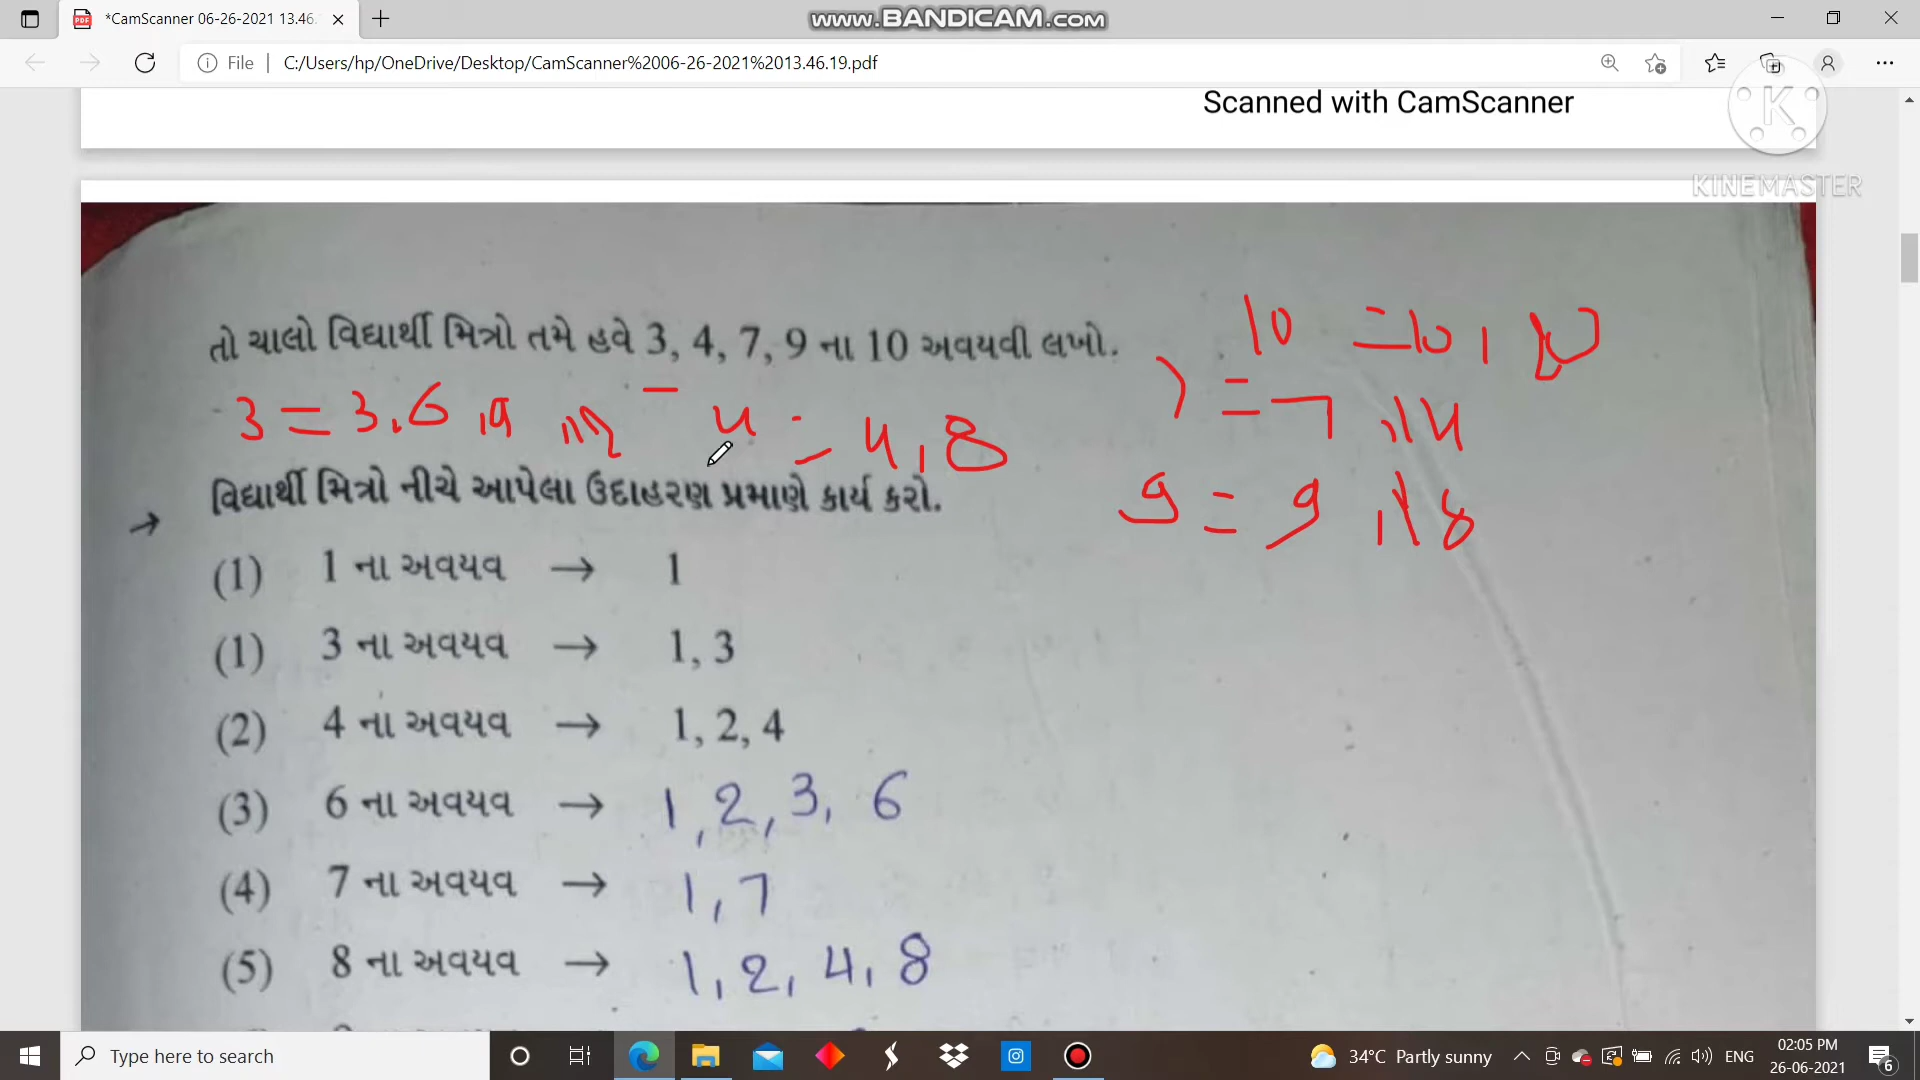 *CamScanner 06-26-2021 13.46.
www.BANDICAM.com
File
C:/Users/hp/OneDrive/Desktop/CamScanner%2006-26-2021%2013.46.19.pdf
Scanned with CamScanner
K
KINEMASTER
તો ચાલો વિદ્યાર્થી મિત્રો તમે હવે 3, 4, 7, 9 ના 10 અવયવી લખો.
10 = 10,
3 = 3, 6, 9, 12
4 = 4, 8
= 7, 14
9 = 9, 18
→ વિદ્યાર્થી મિત્રો નીચે આપેલા ઉદાહરણ પ્રમાણે કાર્ય કરો.
(1) 1 ના અવયવ → 1
(1) 3 ના અવયવ → 1, 3
(2) 4 ના અવયવ → 1, 2, 4
(3) 6 ના અવયવ → 1, 2, 3, 6
(4) 7 ના અવયવ → 1, 7
(5) 8 ના અવયવ → 1, 2, 4, 8
Type here to search
34°C Partly sunny
ENG
02:05 PM
26-06-2021
6